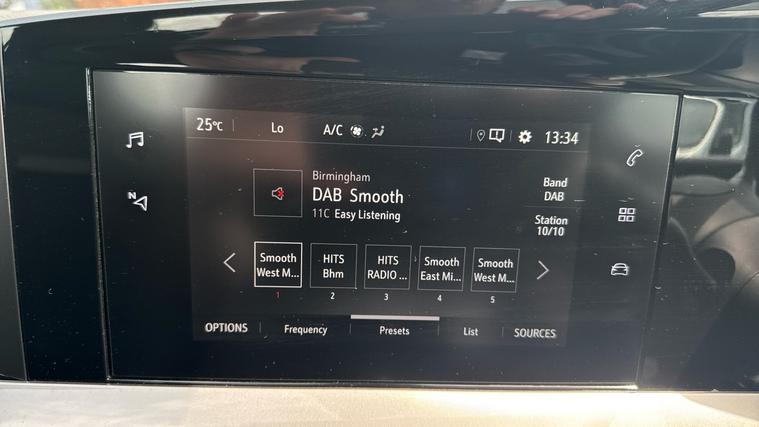 25°C
Lo
A/C
13:34
Birmingham
DAB Smooth
11C Easy Listening
Band
DAB
Station
10/10
N
Smooth
West M...
HITS
Bhm
HITS
RADIO ...
Smooth
East Mi...
Smooth
West M...
1 2 3 4 5
OPTIONS Frequency Presets List SOURCES